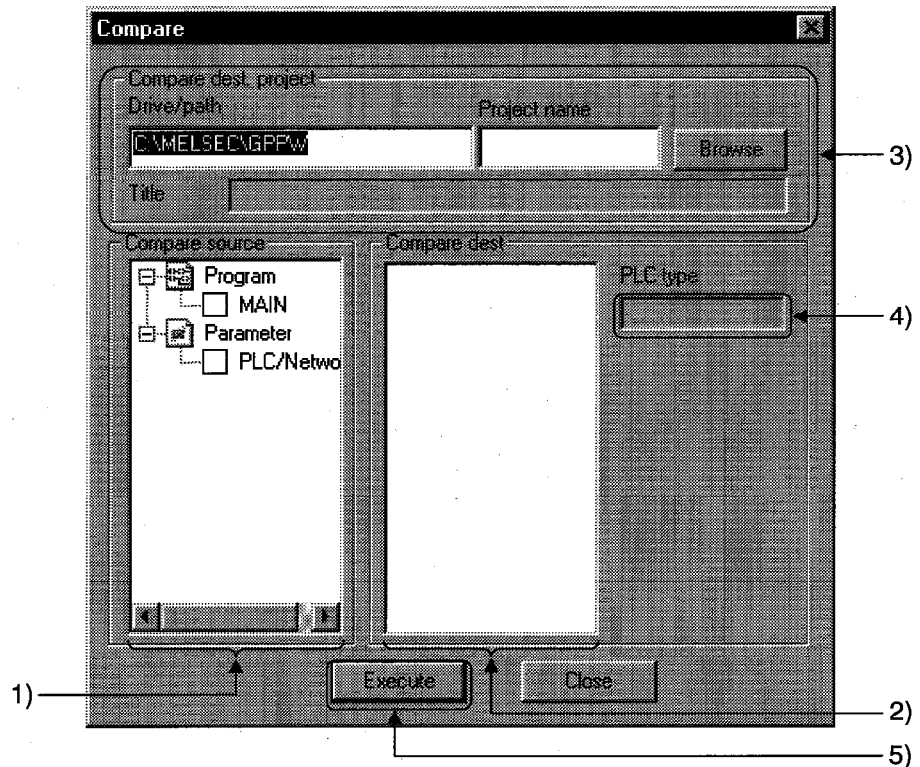 Compare
Compare dest. project
Drive/path Project name
C:\MELSEC\GPPW Browse 3)
Title
Compare source Compare dest
Program PLC type
MAIN
4)
Parameter
PLC/Netwo
Execute Close
1)
2)
5)